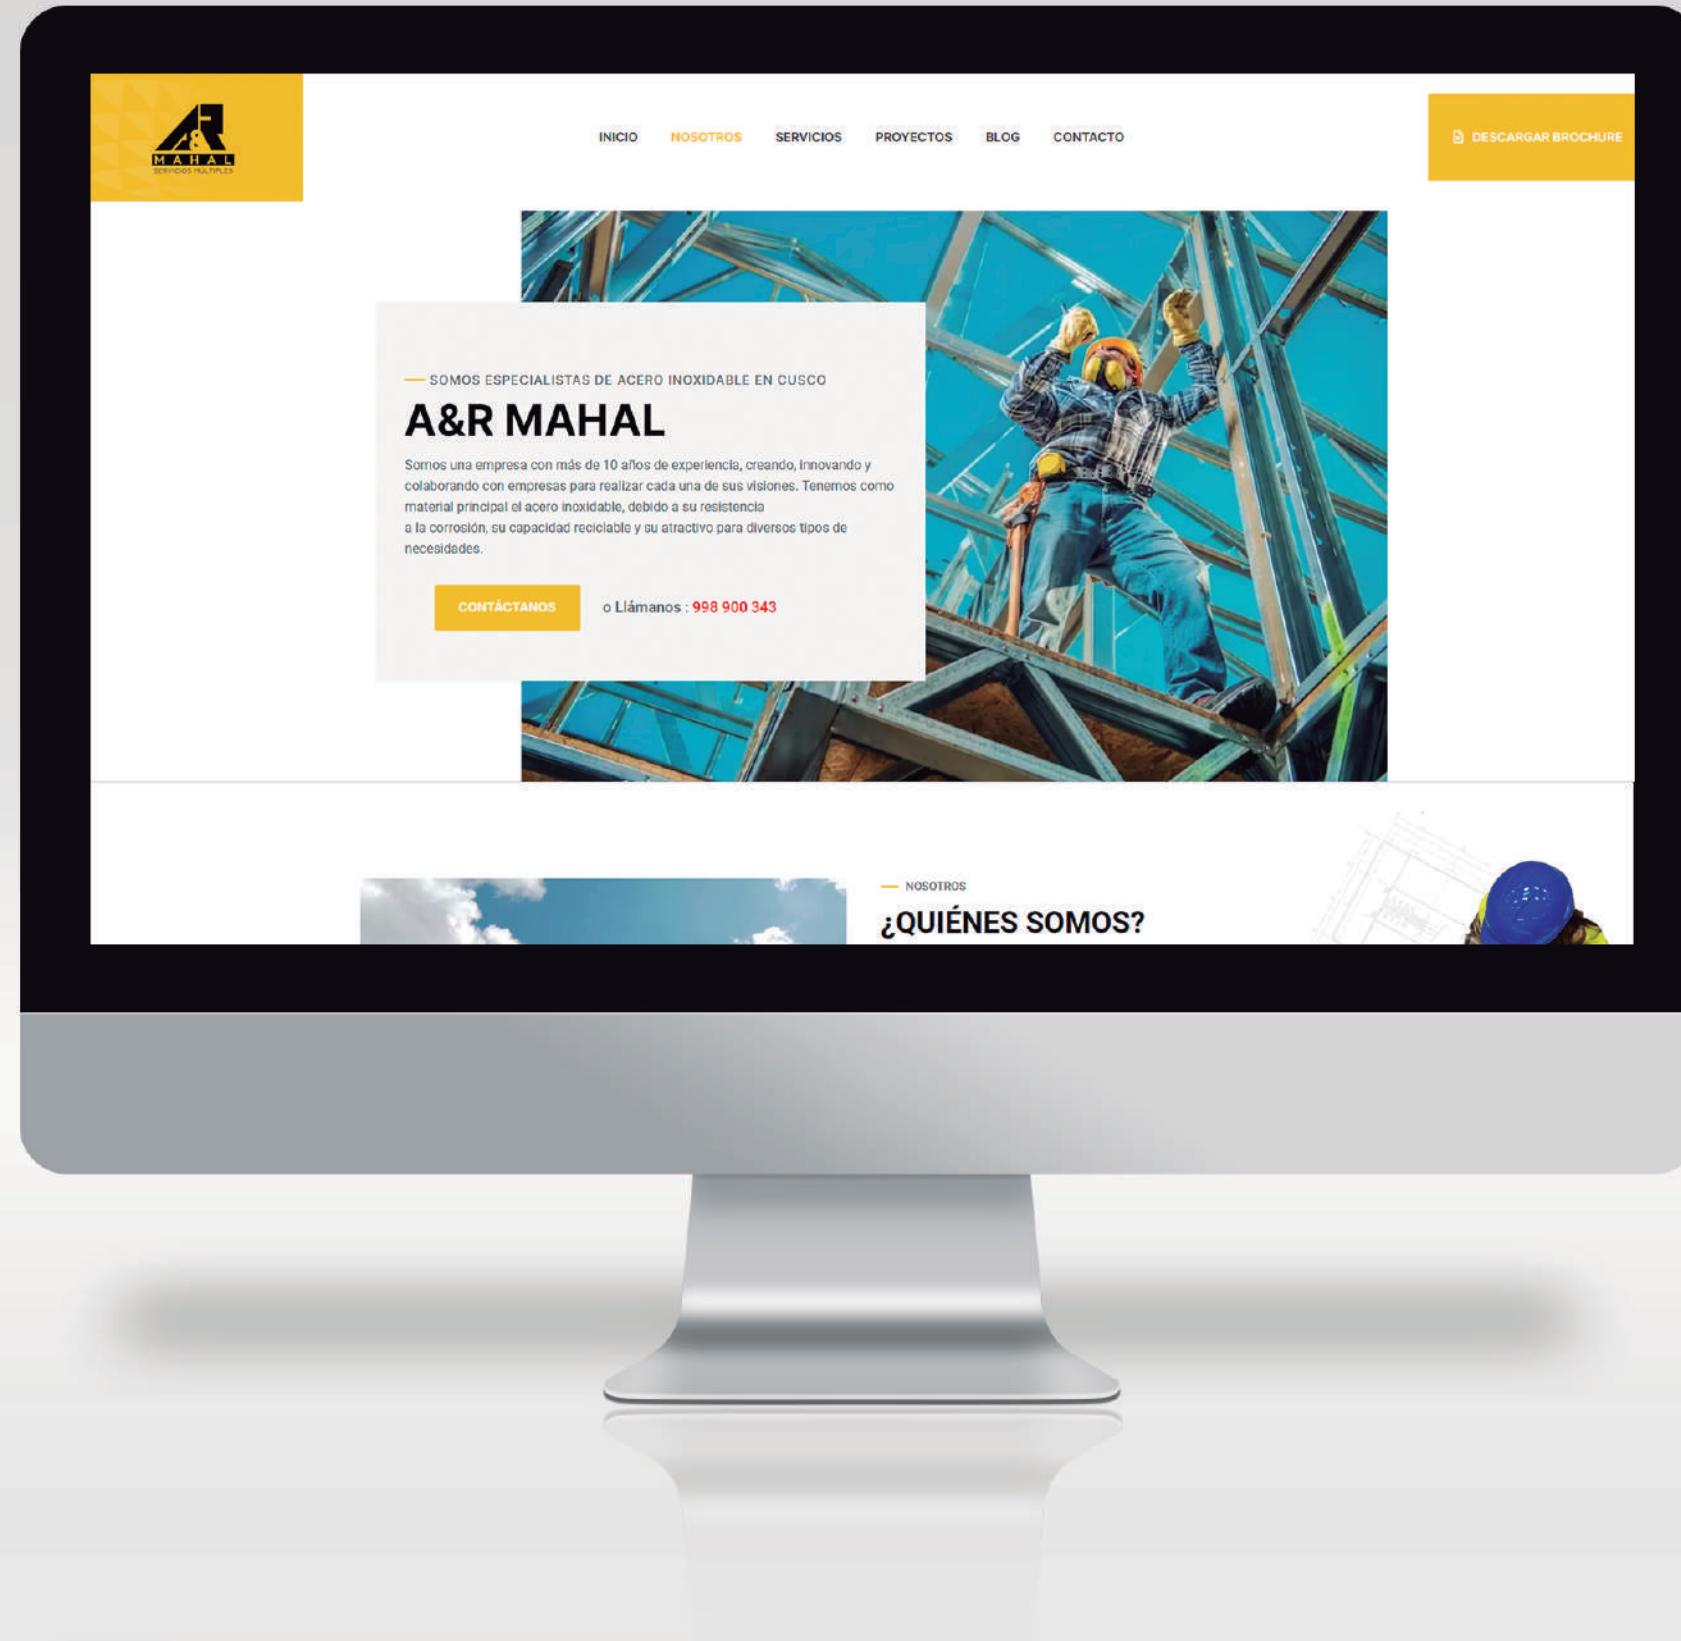 A&R
MAHAL
SERVICIOS MÚLTIPLES
INICIO NOSOTROS SERVICIOS PROYECTOS BLOG CONTACTO
DESCARGAR BROCHURE
SOMOS ESPECIALISTAS DE ACERO INOXIDABLE EN CUSCO
A&R MAHAL
Somos una empresa con más de 10 años de experiencia, creando, innovando y
colaborando con empresas para realizar cada una de sus visiones. Tenemos como
material principal el acero inoxidable, debido a su resistencia
a la corrosión, su capacidad reciclable y su atractivo para diversos tipos de
necesidades.
CONTÁCTANOS o Llámanos : 998 900 343
NOSOTROS
¿QUIÉNES SOMOS?